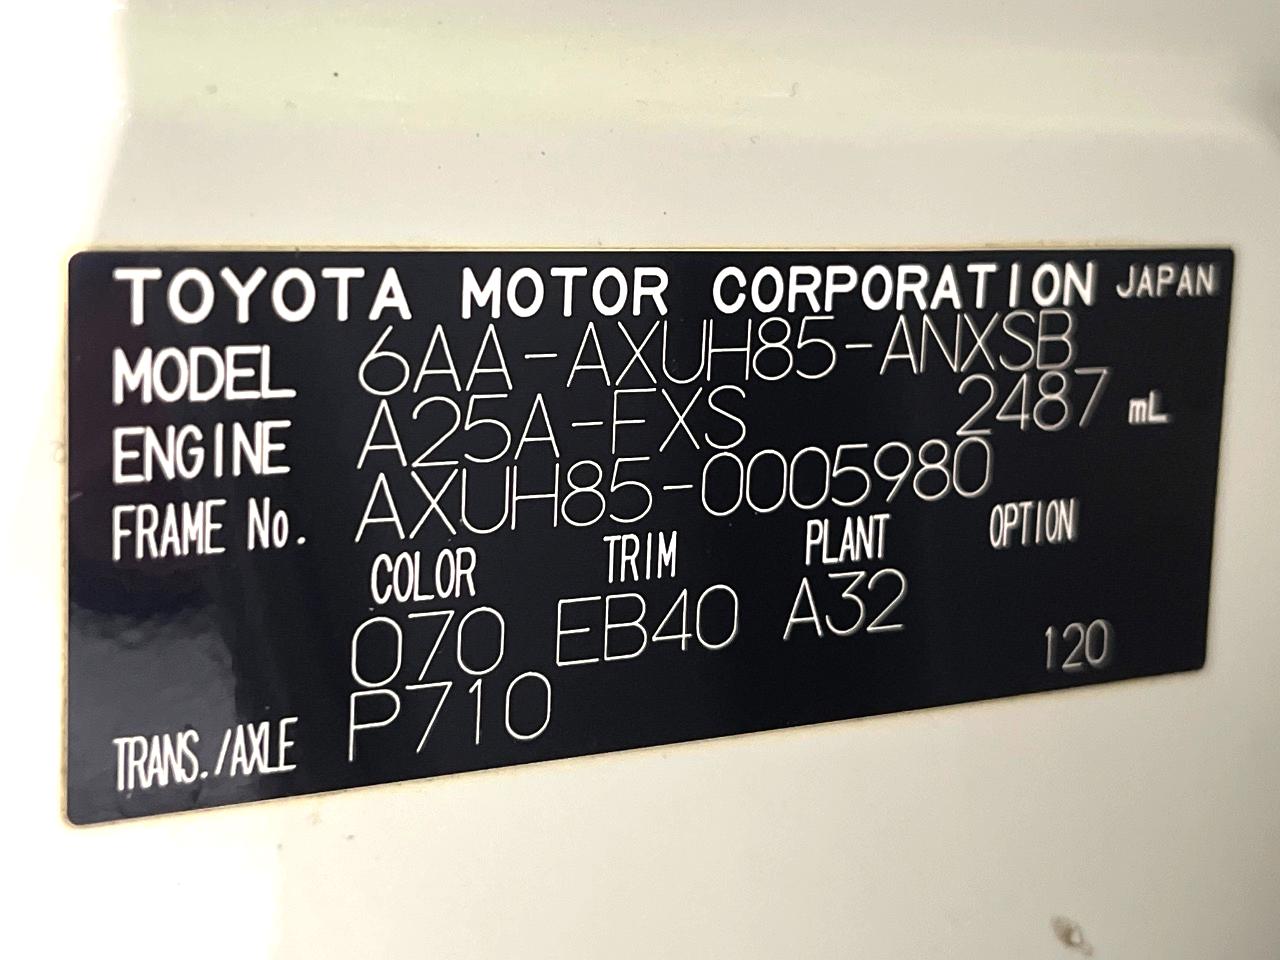 TOYOTA MOTOR CORPORATION JAPAN
MODEL 6AA-AXUH85-ANXSB
ENGINE A25A-FXS 2487 mL
FRAME No. AXUH85-0005980
COLOR TRIM PLANT OPTION
070 EB40 A32
120
TRANS./AXLE P710